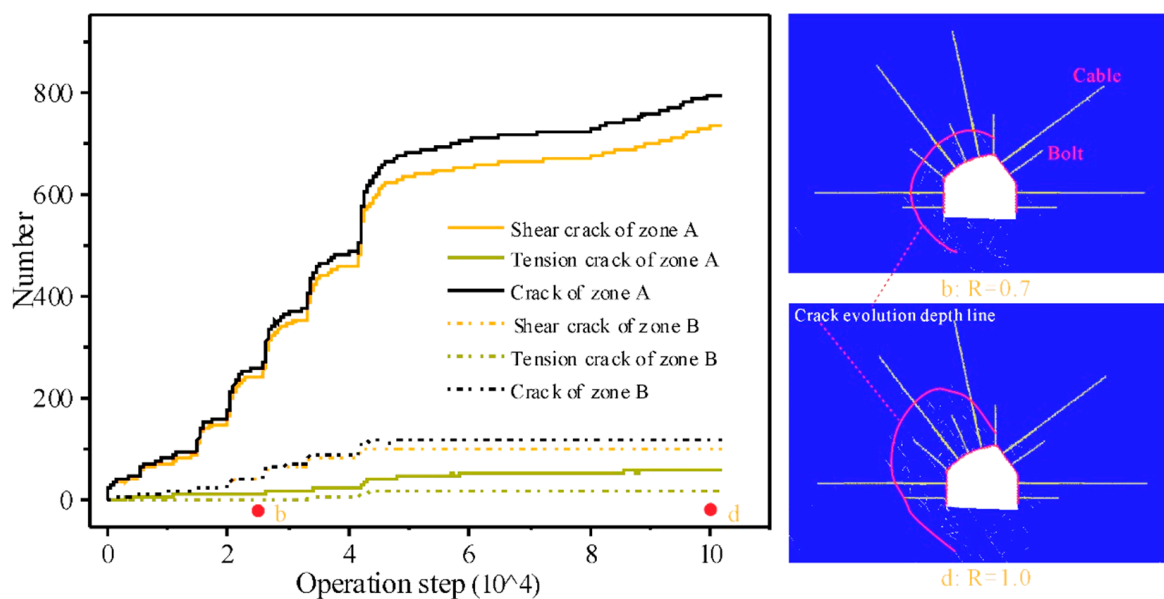 Number
800
600
400
200
0
0
2
4
6
8
10
Operation step (10^4)
Shear crack of zone A
Tension crack of zone A
Crack of zone A
Shear crack of zone B
Tension crack of zone B
Crack of zone B
b
d
Cable
Bolt
b: R=0.7
Crack evolution depth line
d: R=1.0